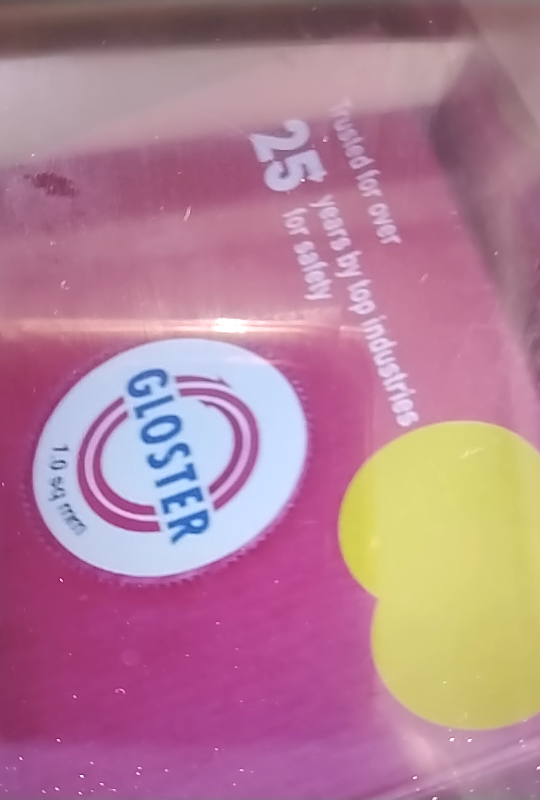 Trusted for over
25 years by top industries
for safety
GLOSTER
1.0 sq mm